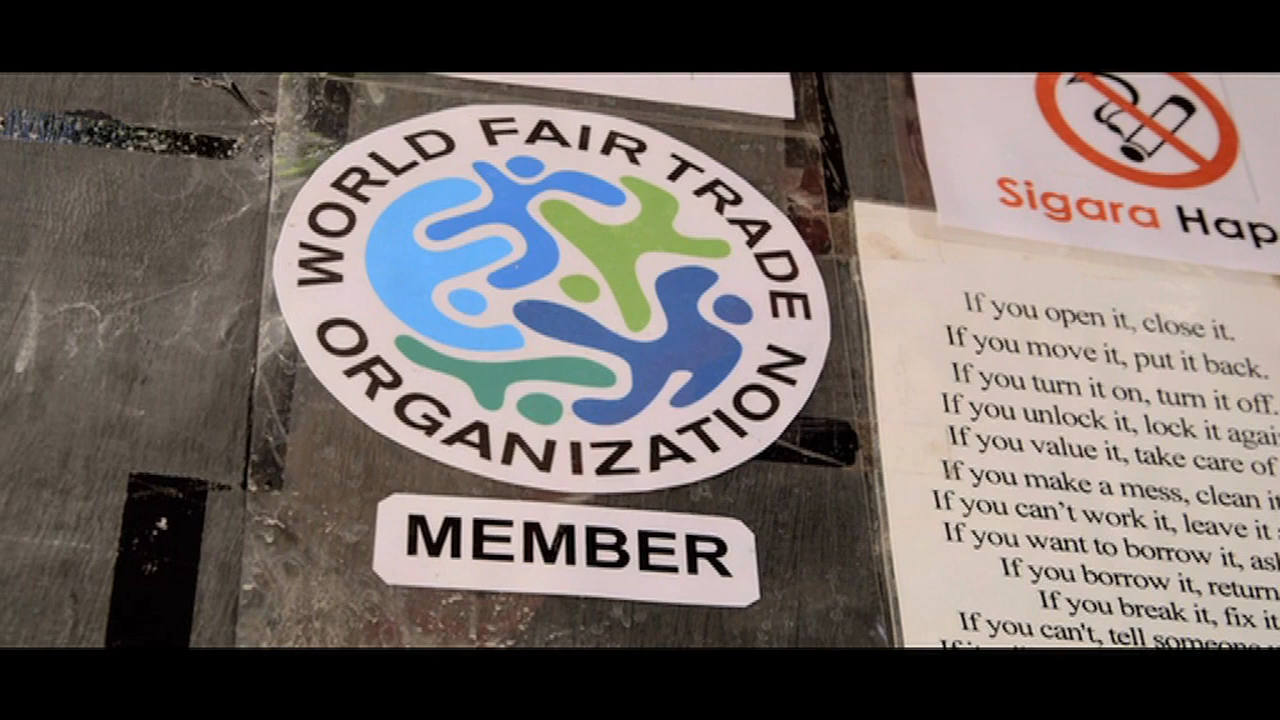 WORLD FAIR TRADE
ORGANIZATION
MEMBER
Sigara Hap
If you open it, close it.
If you move it, put it back.
If you turn it on, turn it off.
If you unlock it, lock it again
If you value it, take care of
If you make a mess, clean it
If you can't work it, leave it
If you want to borrow it, ask
If you borrow it, return
If you break it, fix it
If you can't, tell someone